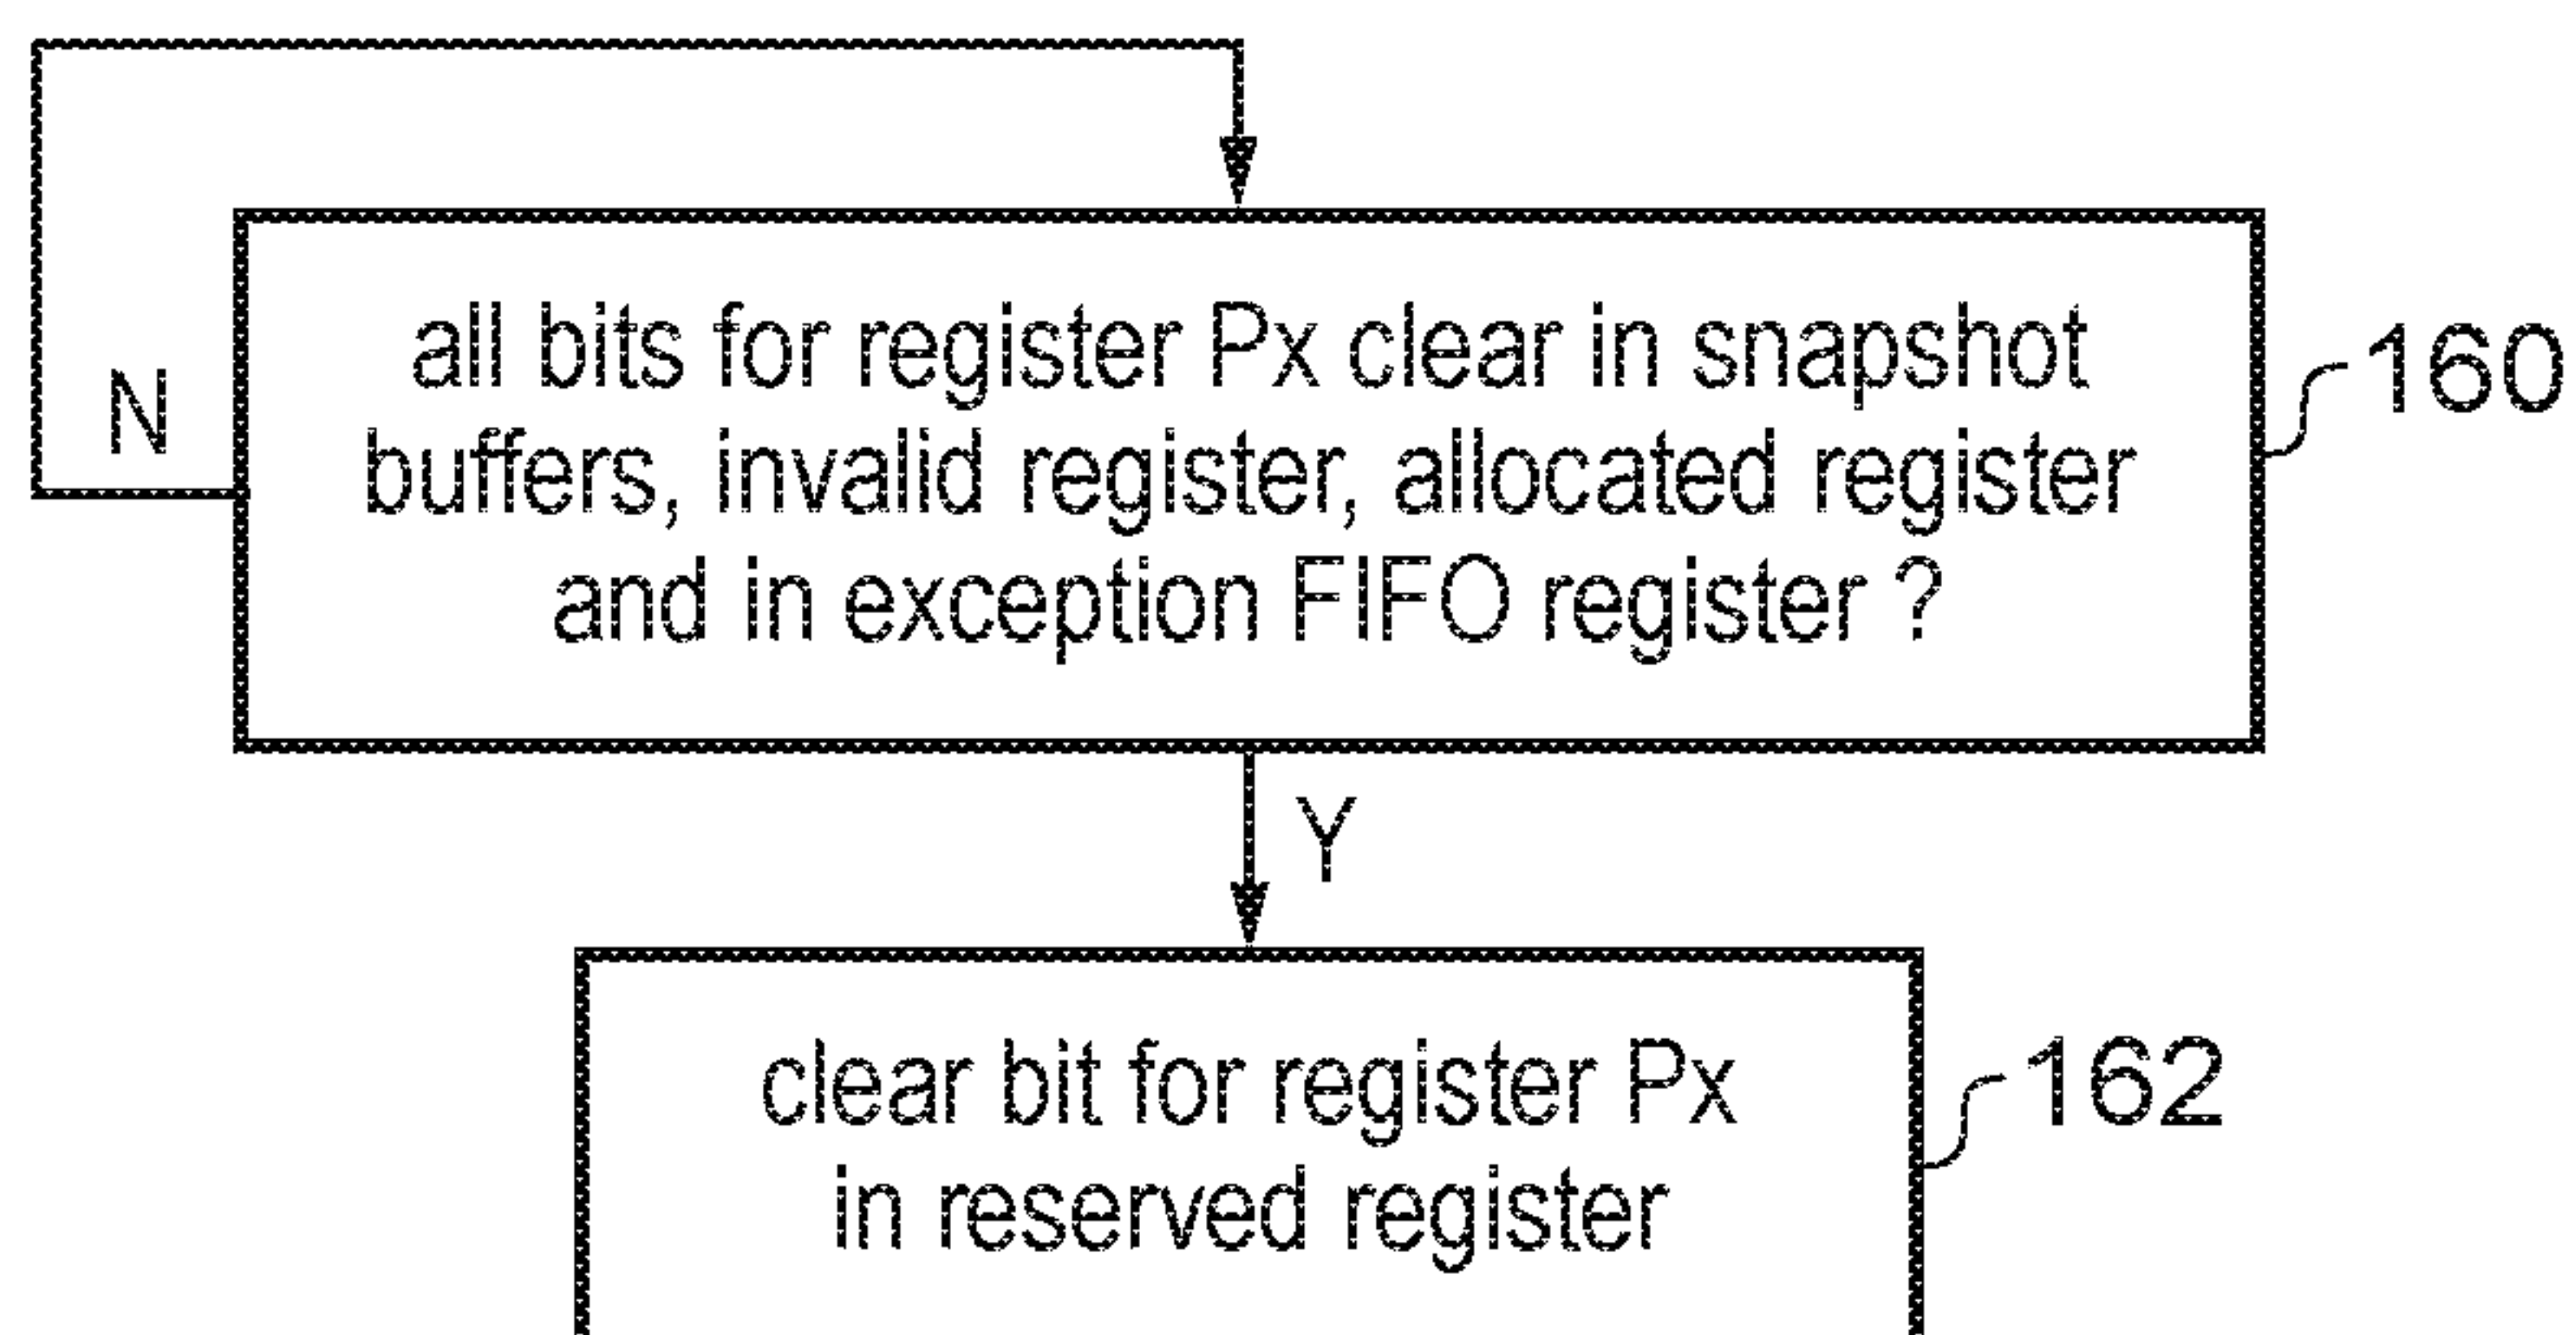 all bits for register Px clear in snapshot
buffers, invalid register, allocated register
and in exception FIFO register ?
160
N
Y
clear bit for register Px
in reserved register
162